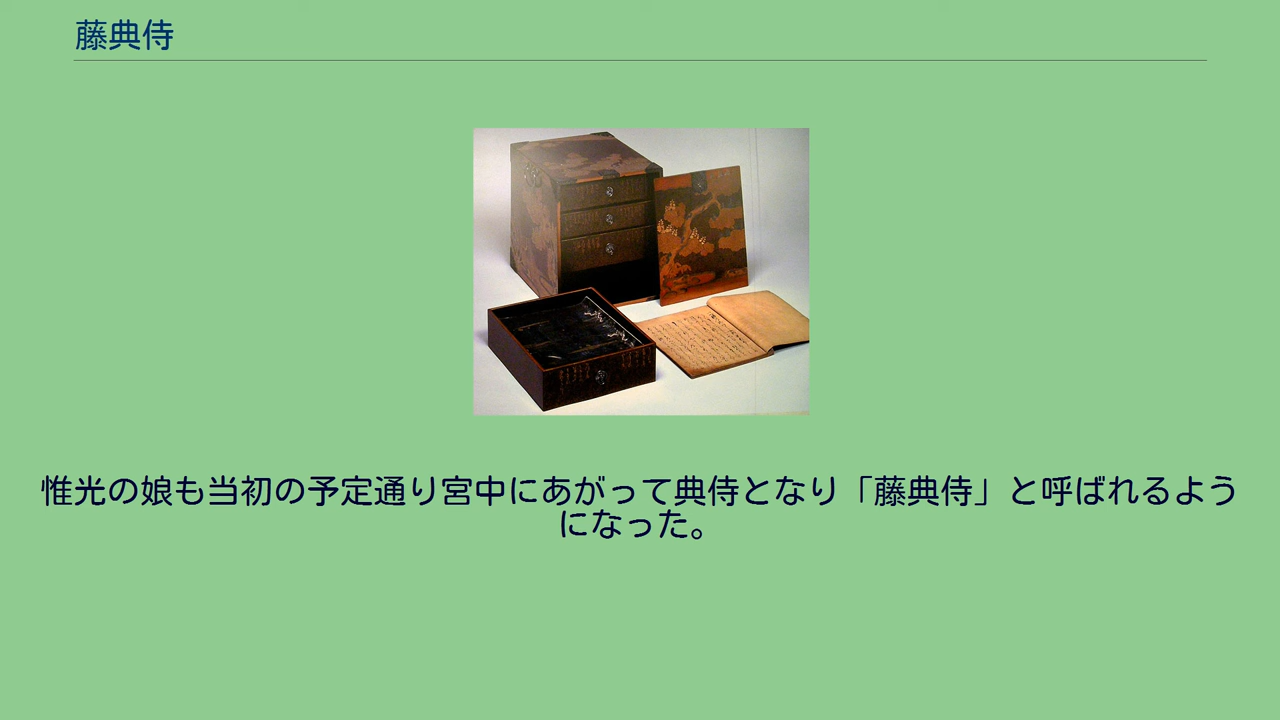 藤典侍
惟光の娘も当初の予定通り宮中にあがって典侍となり「藤典侍」と呼ばれるよう
になった。